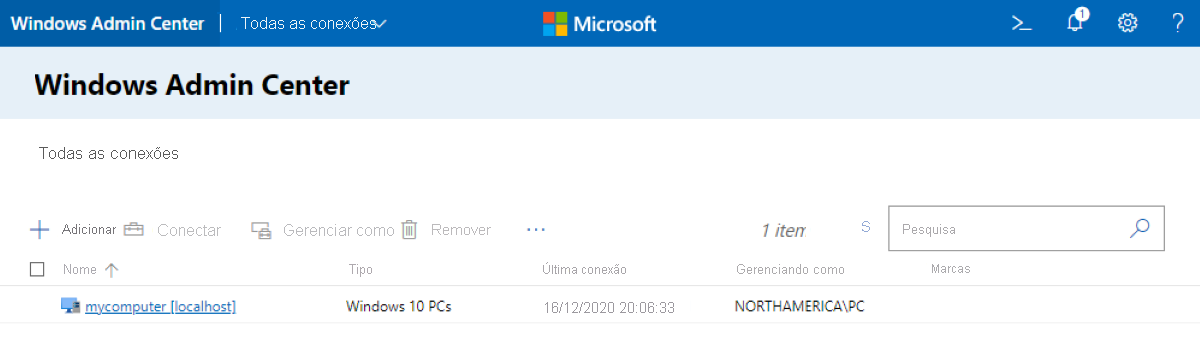 Windows Admin Center | Todas as conexões Microsoft 1 ?
Windows Admin Center
Todas as conexões
Adicionar Conectar Gerenciar como Remover ... 1 item S Pesquisa
Nome Tipo Última conexão Gerenciando como Marcas
mycomputer [localhost] Windows 10 PCs 16/12/2020 20:06:33 NORTHAMERICA\PC